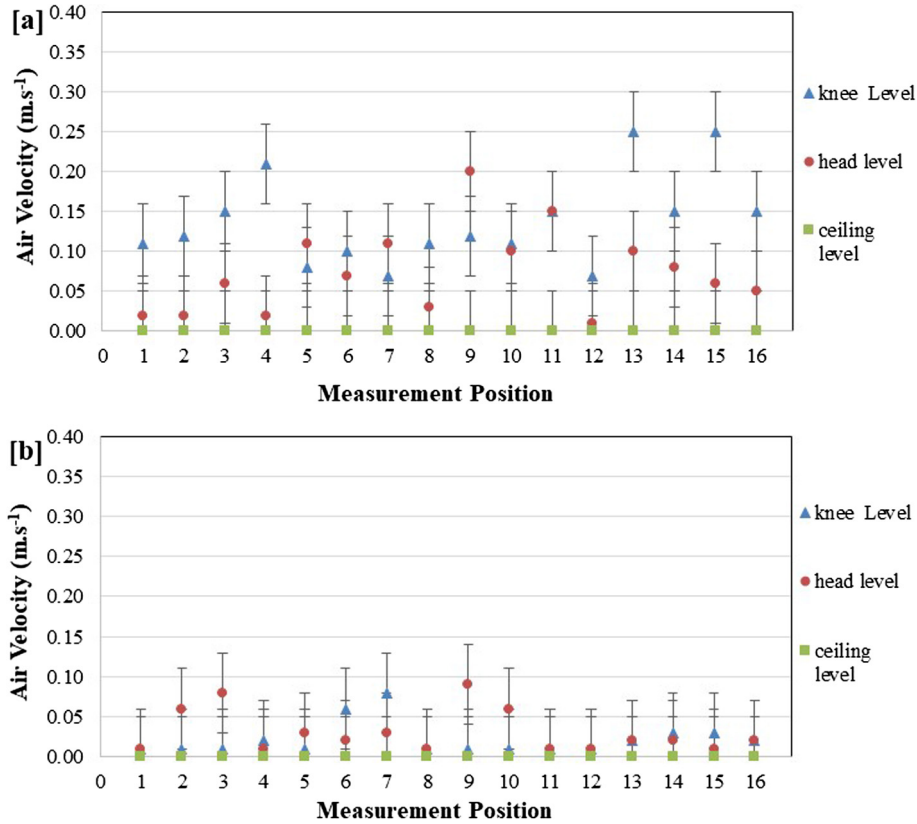 [a]
0.40
0.35
0.30
0.25
0.20
0.15
0.10
0.05
0.00
Air Velocity (m.s-1)
0 1 2 3 4 5 6 7 8 9 10 11 12 13 14 15 16
Measurement Position
knee Level
head level
ceiling
level
[b]
0.40
0.35
0.30
0.25
0.20
0.15
0.10
0.05
0.00
Air Velocity (m.s-1)
0 1 2 3 4 5 6 7 8 9 10 11 12 13 14 15 16
Measurement Position
knee Level
head level
ceiling
level